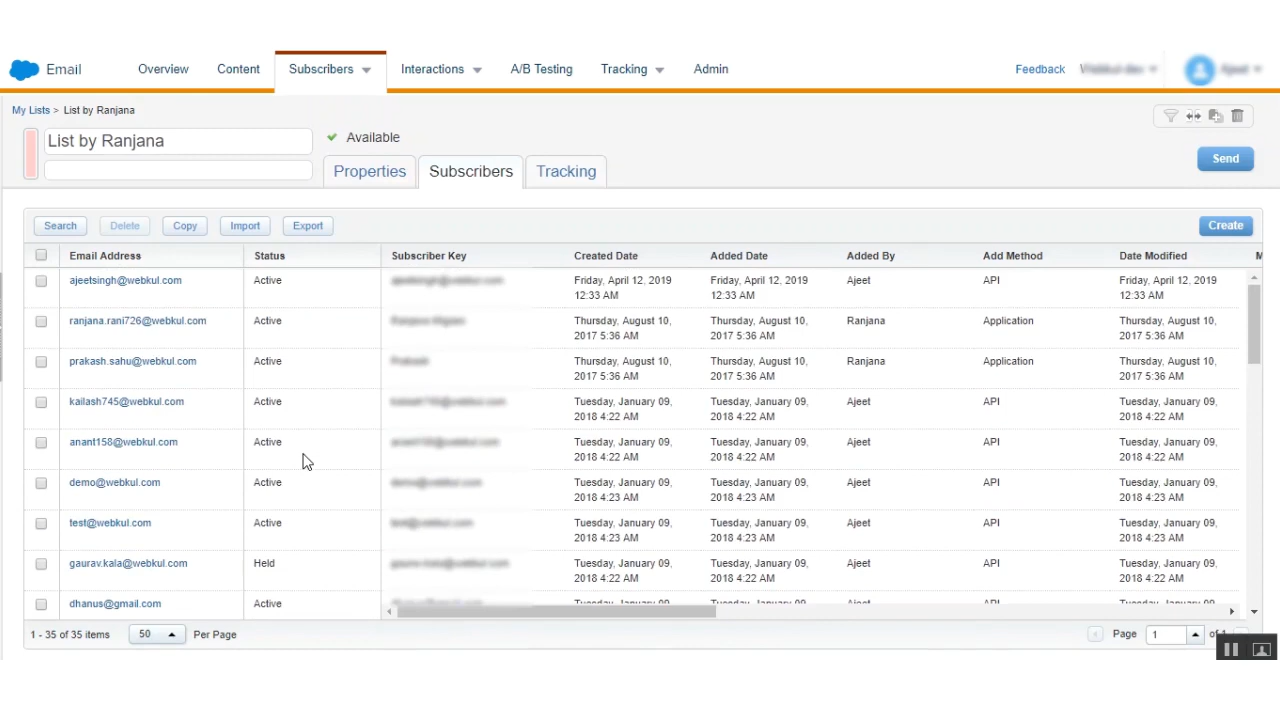 Email Overview Content Subscribers Interactions A/B Testing Tracking Admin Feedback
My Lists > List by Ranjana
List by Ranjana
Available
Properties Subscribers Tracking
Send
Search Delete Copy Import Export Create
Email Address Status Subscriber Key Created Date Added Date Added By Add Method Date Modified M
ajeetsingh@webkul.com Active Friday, April 12, 2019 Friday, April 12, 2019 Ajeet API Friday, April 12, 2019
12:33 AM 12:33 AM 12:33 AM
ranjana.rani726@webkul.com Active Thursday, August 10, Thursday, August 10, Ranjana Application Thursday, August 10,
2017 5:36 AM 2017 5:36 AM 2017 5:36 AM
prakash.sahu@webkul.com Active Thursday, August 10, Thursday, August 10, Ranjana Application Thursday, August 10,
2017 5:36 AM 2017 5:36 AM 2017 5:36 AM
kailash745@webkul.com Active Tuesday, January 09, Tuesday, January 09, Ajeet API Tuesday, January 09,
2018 4:22 AM 2018 4:22 AM 2018 4:22 AM
anant158@webkul.com Active Tuesday, January 09, Tuesday, January 09, Ajeet API Tuesday, January 09,
2018 4:22 AM 2018 4:22 AM 2018 4:22 AM
demo@webkul.com Active Tuesday, January 09, Tuesday, January 09, Ajeet API Tuesday, January 09,
2018 4:23 AM 2018 4:23 AM 2018 4:23 AM
test@webkul.com Active Tuesday, January 09, Tuesday, January 09, Ajeet API Tuesday, January 09,
2018 4:23 AM 2018 4:23 AM 2018 4:23 AM
gaurav.kala@webkul.com Held Tuesday, January 09, Tuesday, January 09, Ajeet API Tuesday, January 09,
2018 4:22 AM 2018 4:22 AM 2018 4:22 AM
dhanus@gmail.com Active Tuesday, January 09, Tuesday, January 09, Ajeet API Tuesday, January 09,
1 - 35 of 35 items 50 Per Page Page 1 of 1